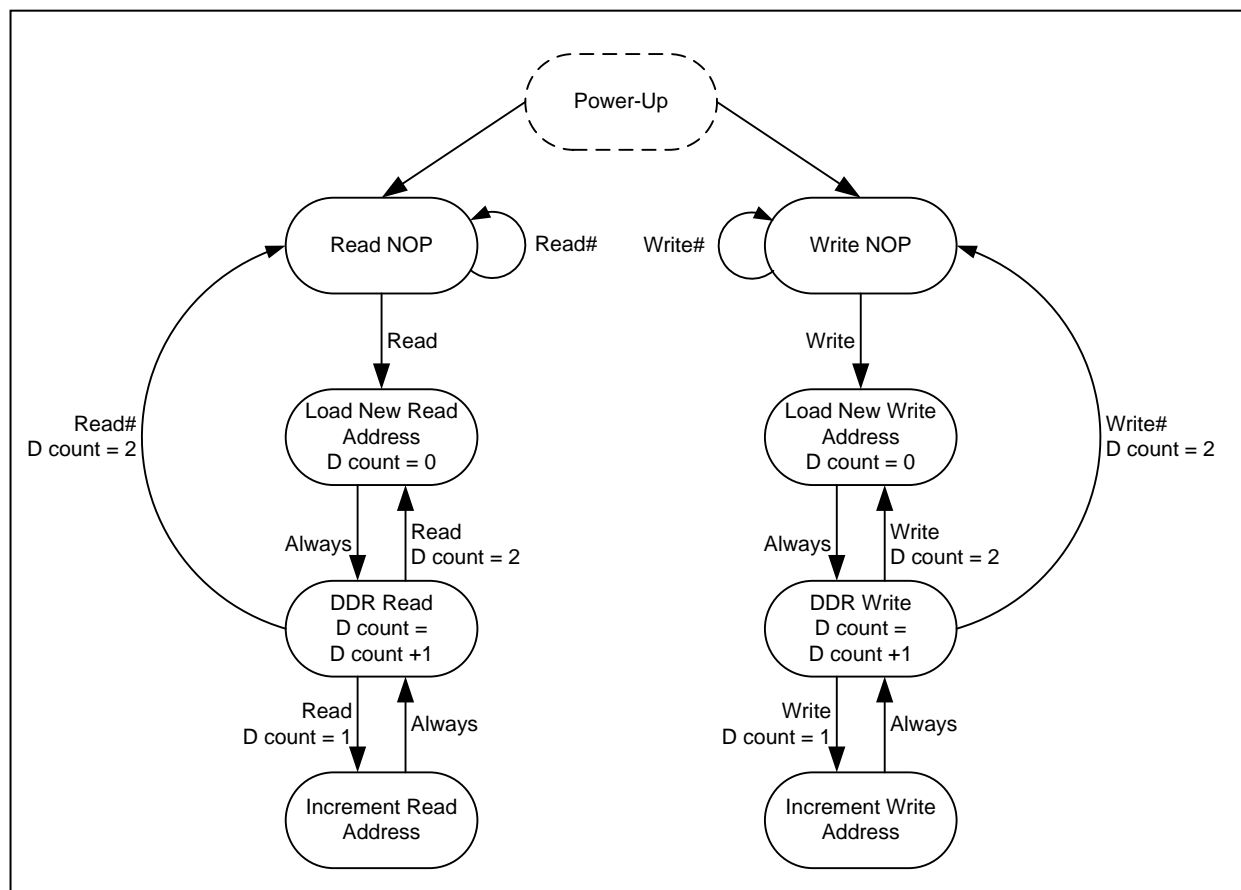 Power-Up
Read NOP
Read#
Write#
Write NOP
Read
Write
Load New Read
Address
D count = 0
Load New Write
Address
D count = 0
Read#
D count = 2
Write#
D count = 2
Always
Read
D count = 2
Always
Write
D count = 2
DDR Read
D count =
D count +1
DDR Write
D count =
D count +1
Read
D count = 1
Always
Write
D count = 1
Always
Increment Read
Address
Increment Write
Address